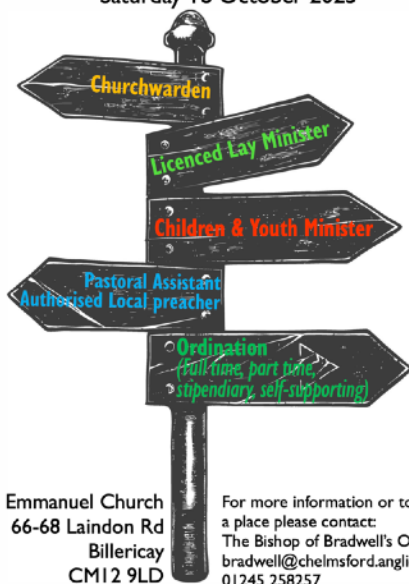 Saturday 18 October 2025
Churchwarden
Licenced Lay Minister
Children & Youth Minister
Pastoral Assistant
Authorised Local preacher
Ordination
(full time, part time,
stipendiary, self-supporting)
Emmanuel Church
66-68 Laindon Rd
Billericay
CM12 9LD
For more information or to
a place please contact:
The Bishop of Bradwell's O
bradwell@chelmsford.angli
01245 258257